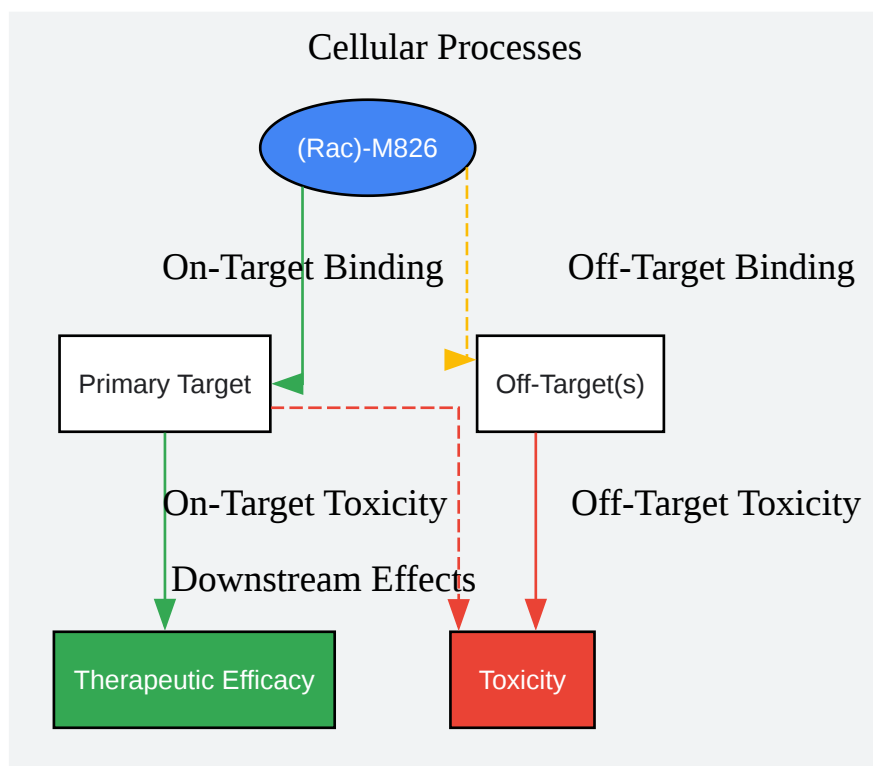 Cellular Processes
(Rac)-M826
On-Target Binding
Off-Target Binding
Primary Target
Off-Target(s)
On-Target Toxicity
Off-Target Toxicity
Downstream Effects
Therapeutic Efficacy
Toxicity